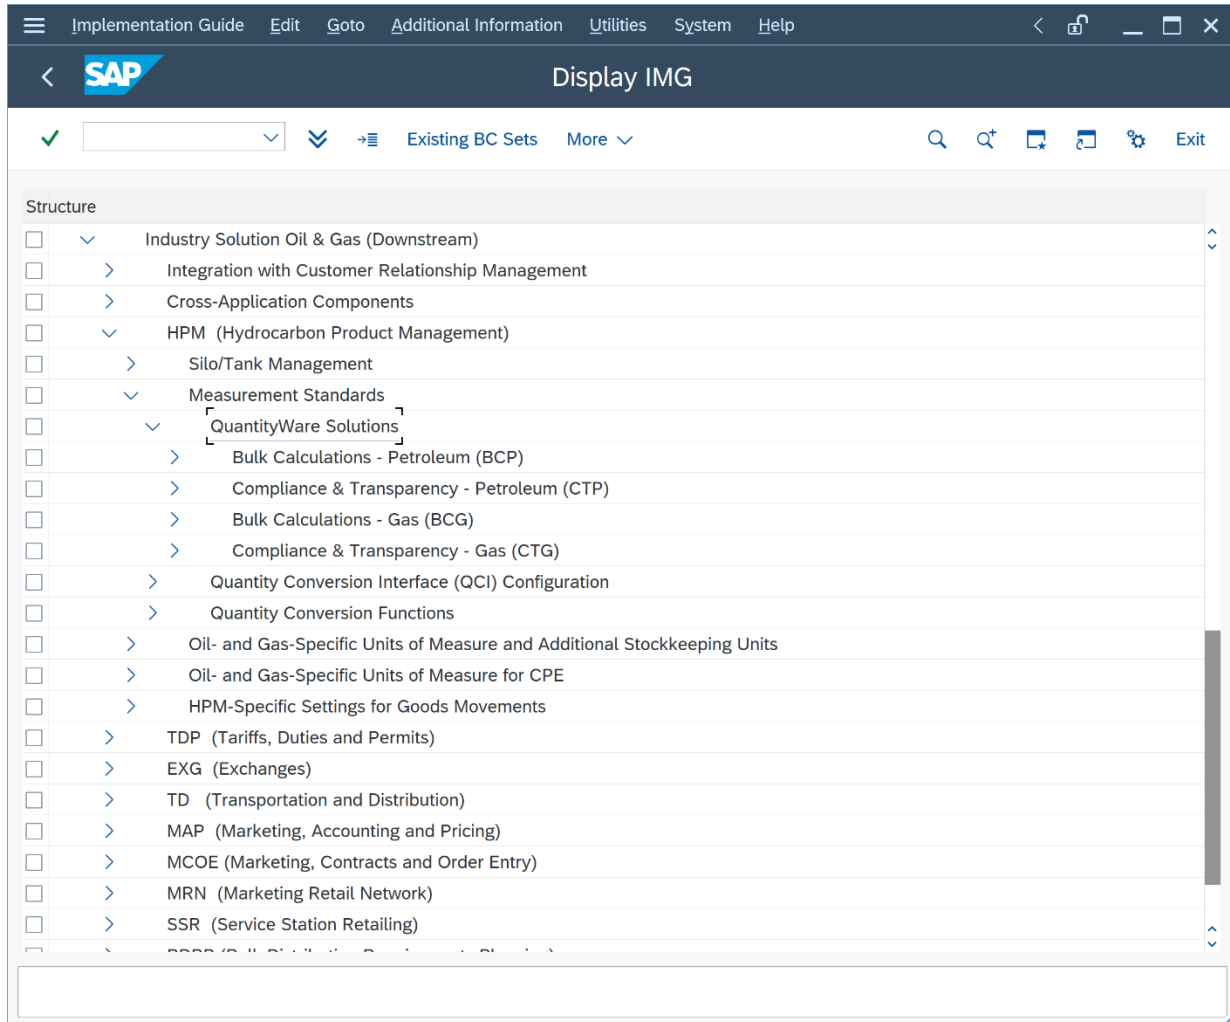 Implementation Guide Edit Goto Additional Information Utilities System Help
SAP Display IMG
Existing BC Sets More Exit
Structure
Industry Solution Oil & Gas (Downstream)
Integration with Customer Relationship Management
Cross-Application Components
HPM (Hydrocarbon Product Management)
Silo/Tank Management
Measurement Standards
QuantityWare Solutions
Bulk Calculations - Petroleum (BCP)
Compliance & Transparency - Petroleum (CTP)
Bulk Calculations - Gas (BCG)
Compliance & Transparency - Gas (CTG)
Quantity Conversion Interface (QCI) Configuration
Quantity Conversion Functions
Oil- and Gas-Specific Units of Measure and Additional Stockkeeping Units
Oil- and Gas-Specific Units of Measure for CPE
HPM-Specific Settings for Goods Movements
TDP (Tariffs, Duties and Permits)
EXG (Exchanges)
TD (Transportation and Distribution)
MAP (Marketing, Accounting and Pricing)
MCOE (Marketing, Contracts and Order Entry)
MRN (Marketing Retail Network)
SSR (Service Station Retailing)